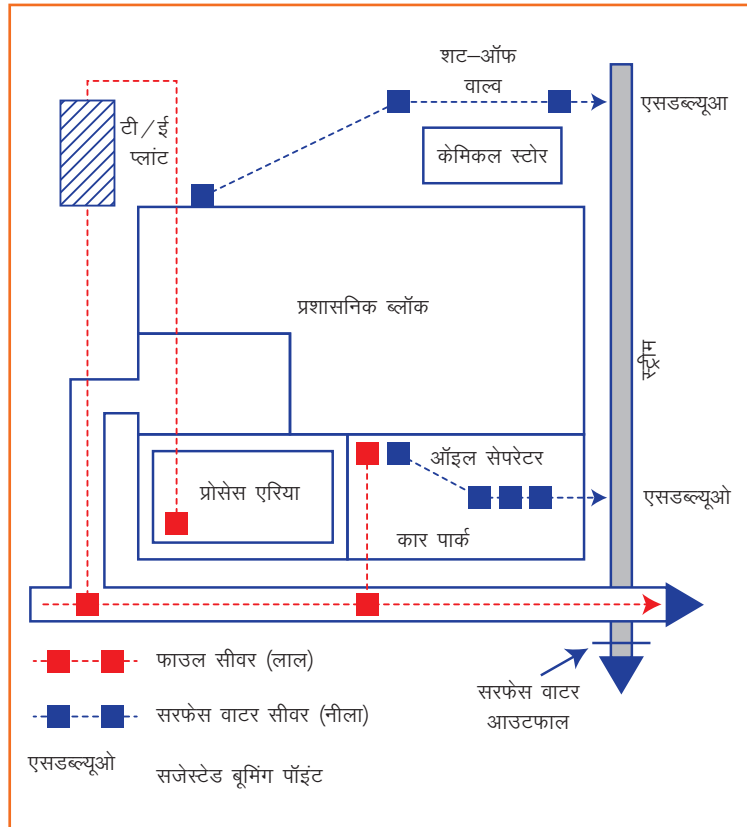 शट–ऑफ
वाल्व
एसडब्ल्यूआ
टी/ई
प्लांट
केमिकल स्टोर
प्रशासनिक ब्लॉक
स्ट्रीम
ऑइल सेपरेटर
प्रोसेस एरिया
एसडब्ल्यूओ
कार पार्क
फाउल सीवर (लाल)
सरफेस वाटर
आउटफाल
सरफेस वाटर सीवर (नीला)
एसडब्ल्यूओ
सजेस्टेड बूमिंग पॉइंट